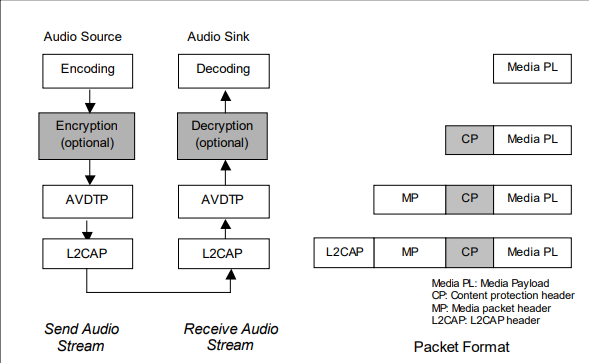 Audio Source
Audio Sink
Encoding
Decoding
Media PL
Encryption
(optional)
Decryption
(optional)
CP
Media PL
AVDTP
AVDTP
MP
CP
Media PL
L2CAP
L2CAP
L2CAP
MP
CP
Media PL
Media PL: Media Payload
CP: Content protection header
MP: Media packet header
L2CAP: L2CAP header
Send Audio
Stream
Receive Audio
Stream
Packet Format